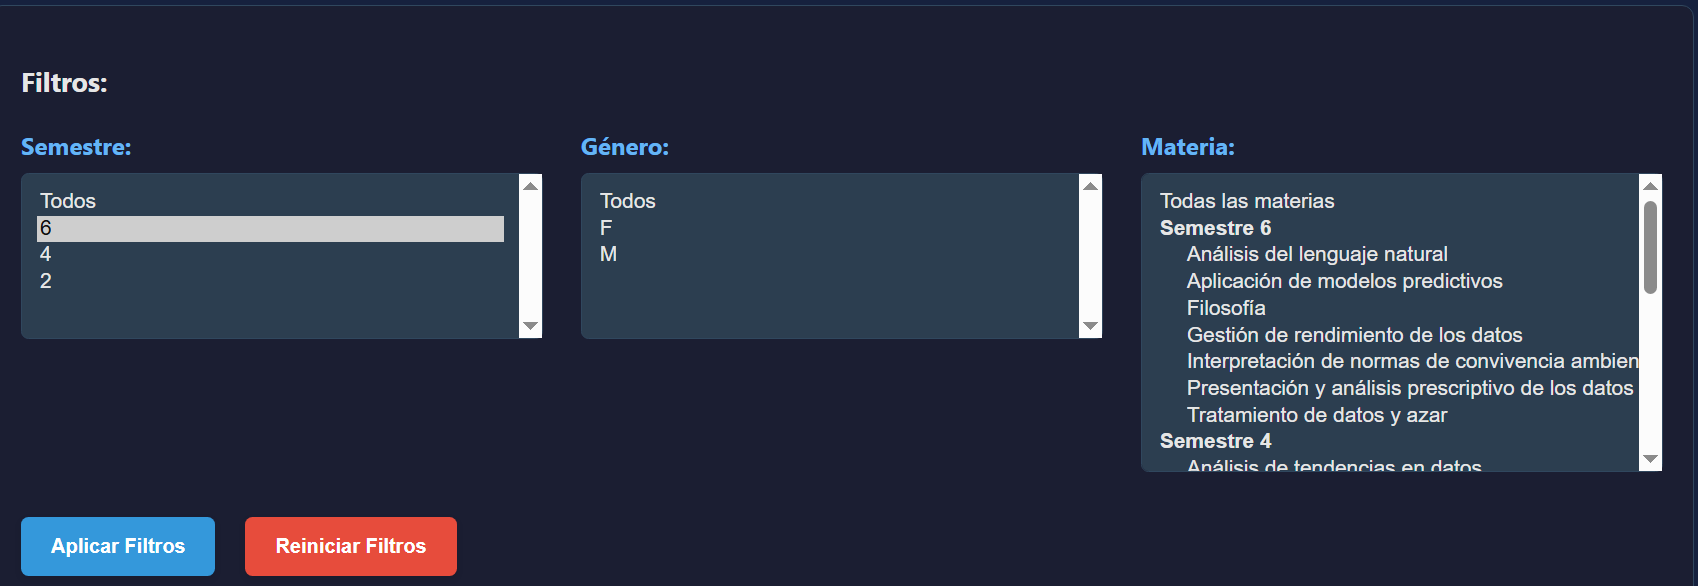 Filtros:
Semestre:
Todos
6
4
2
Género:
Todos
F
M
Materia:
Todas las materias
Semestre 6
Análisis del lenguaje natural
Aplicación de modelos predictivos
Filosofía
Gestión de rendimiento de los datos
Interpretación de normas de convivencia ambien
Presentación y análisis prescriptivo de los datos
Tratamiento de datos y azar
Semestre 4
Análisis de tendencias en datos
Aplicar Filtros
Reiniciar Filtros